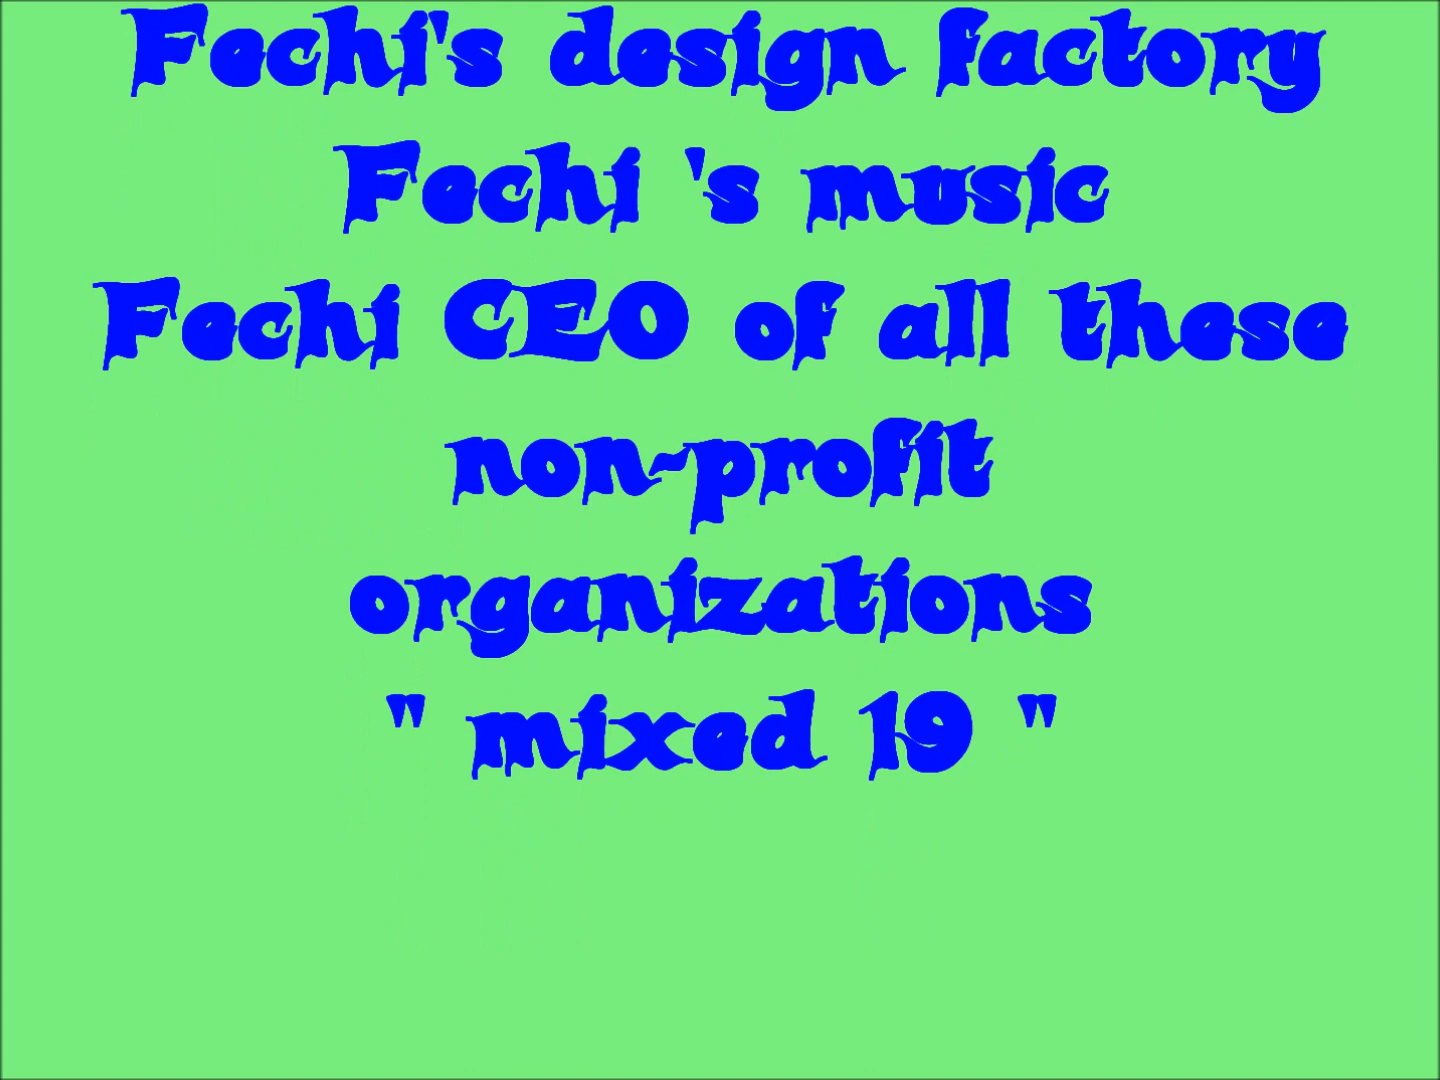 Fechi's design factory
Fechi 's music
Fechi CEO of all these
non-profit
organizations
" mixed 19 "